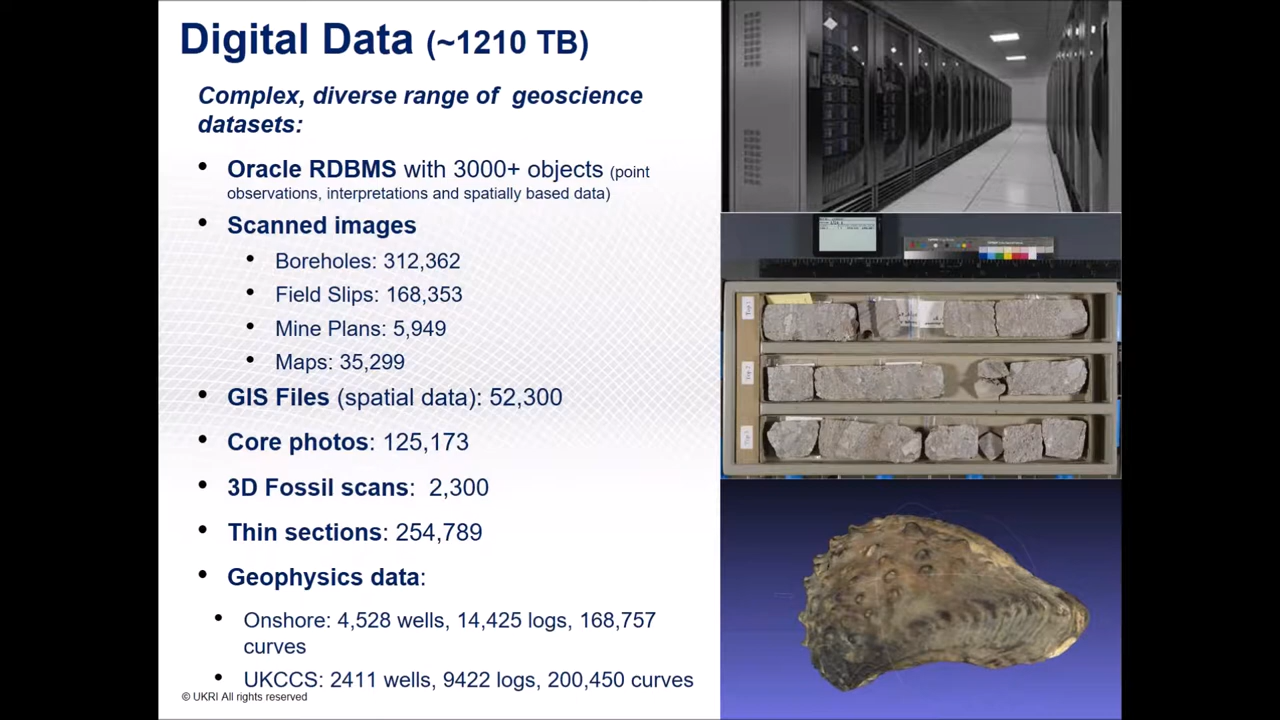 Digital Data (~1210 TB)
Complex, diverse range of geoscience
datasets:
• Oracle RDBMS with 3000+ objects (point
observations, interpretations and spatially based data)
• Scanned images
• Boreholes: 312,362
• Field Slips: 168,353
• Mine Plans: 5,949
• Maps: 35,299
• GIS Files (spatial data): 52,300
• Core photos: 125,173
• 3D Fossil scans: 2,300
• Thin sections: 254,789
• Geophysics data:
• Onshore: 4,528 wells, 14,425 logs, 168,757
curves
• UKCCS: 2411 wells, 9422 logs, 200,450 curves
© UKRI All rights reserved